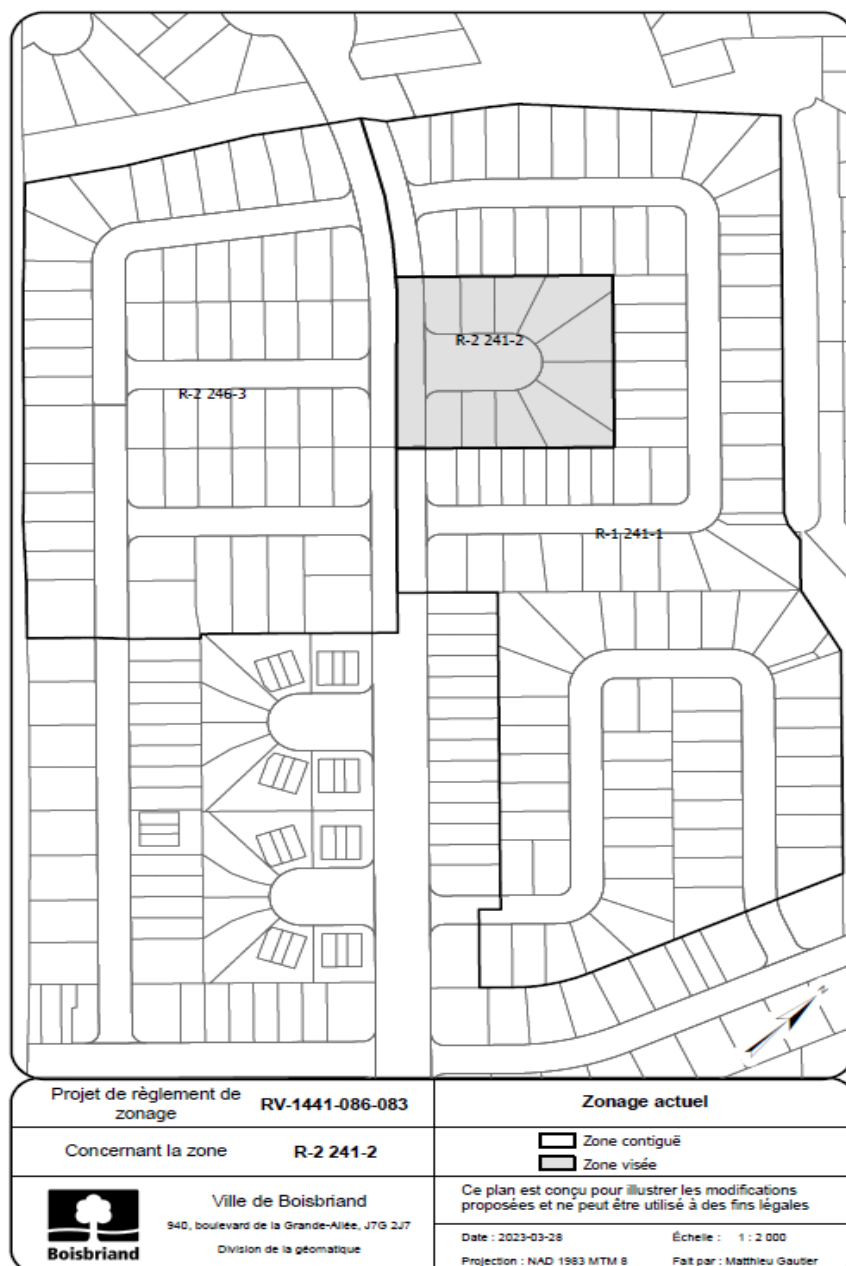 R-2 241-2
R-2 246-3
R-1 241-1
N
Projet de règlement de
zonage
RV-1441-086-083
Zonage actuel
Concernant la zone
R-2 241-2
Zone contiguë
Zone visée
Boisbriand
Ville de Boisbriand
940, boulevard de la Grande-Allée, J7G 2J7
Division de la géomatique
Ce plan est conçu pour illustrer les modifications
proposées et ne peut être utilisé à des fins légales
Date : 2023-03-28
Échelle : 1 : 2 000
Projection : NAD 1983 MTM 8
Fait par : Matthieu Gautier